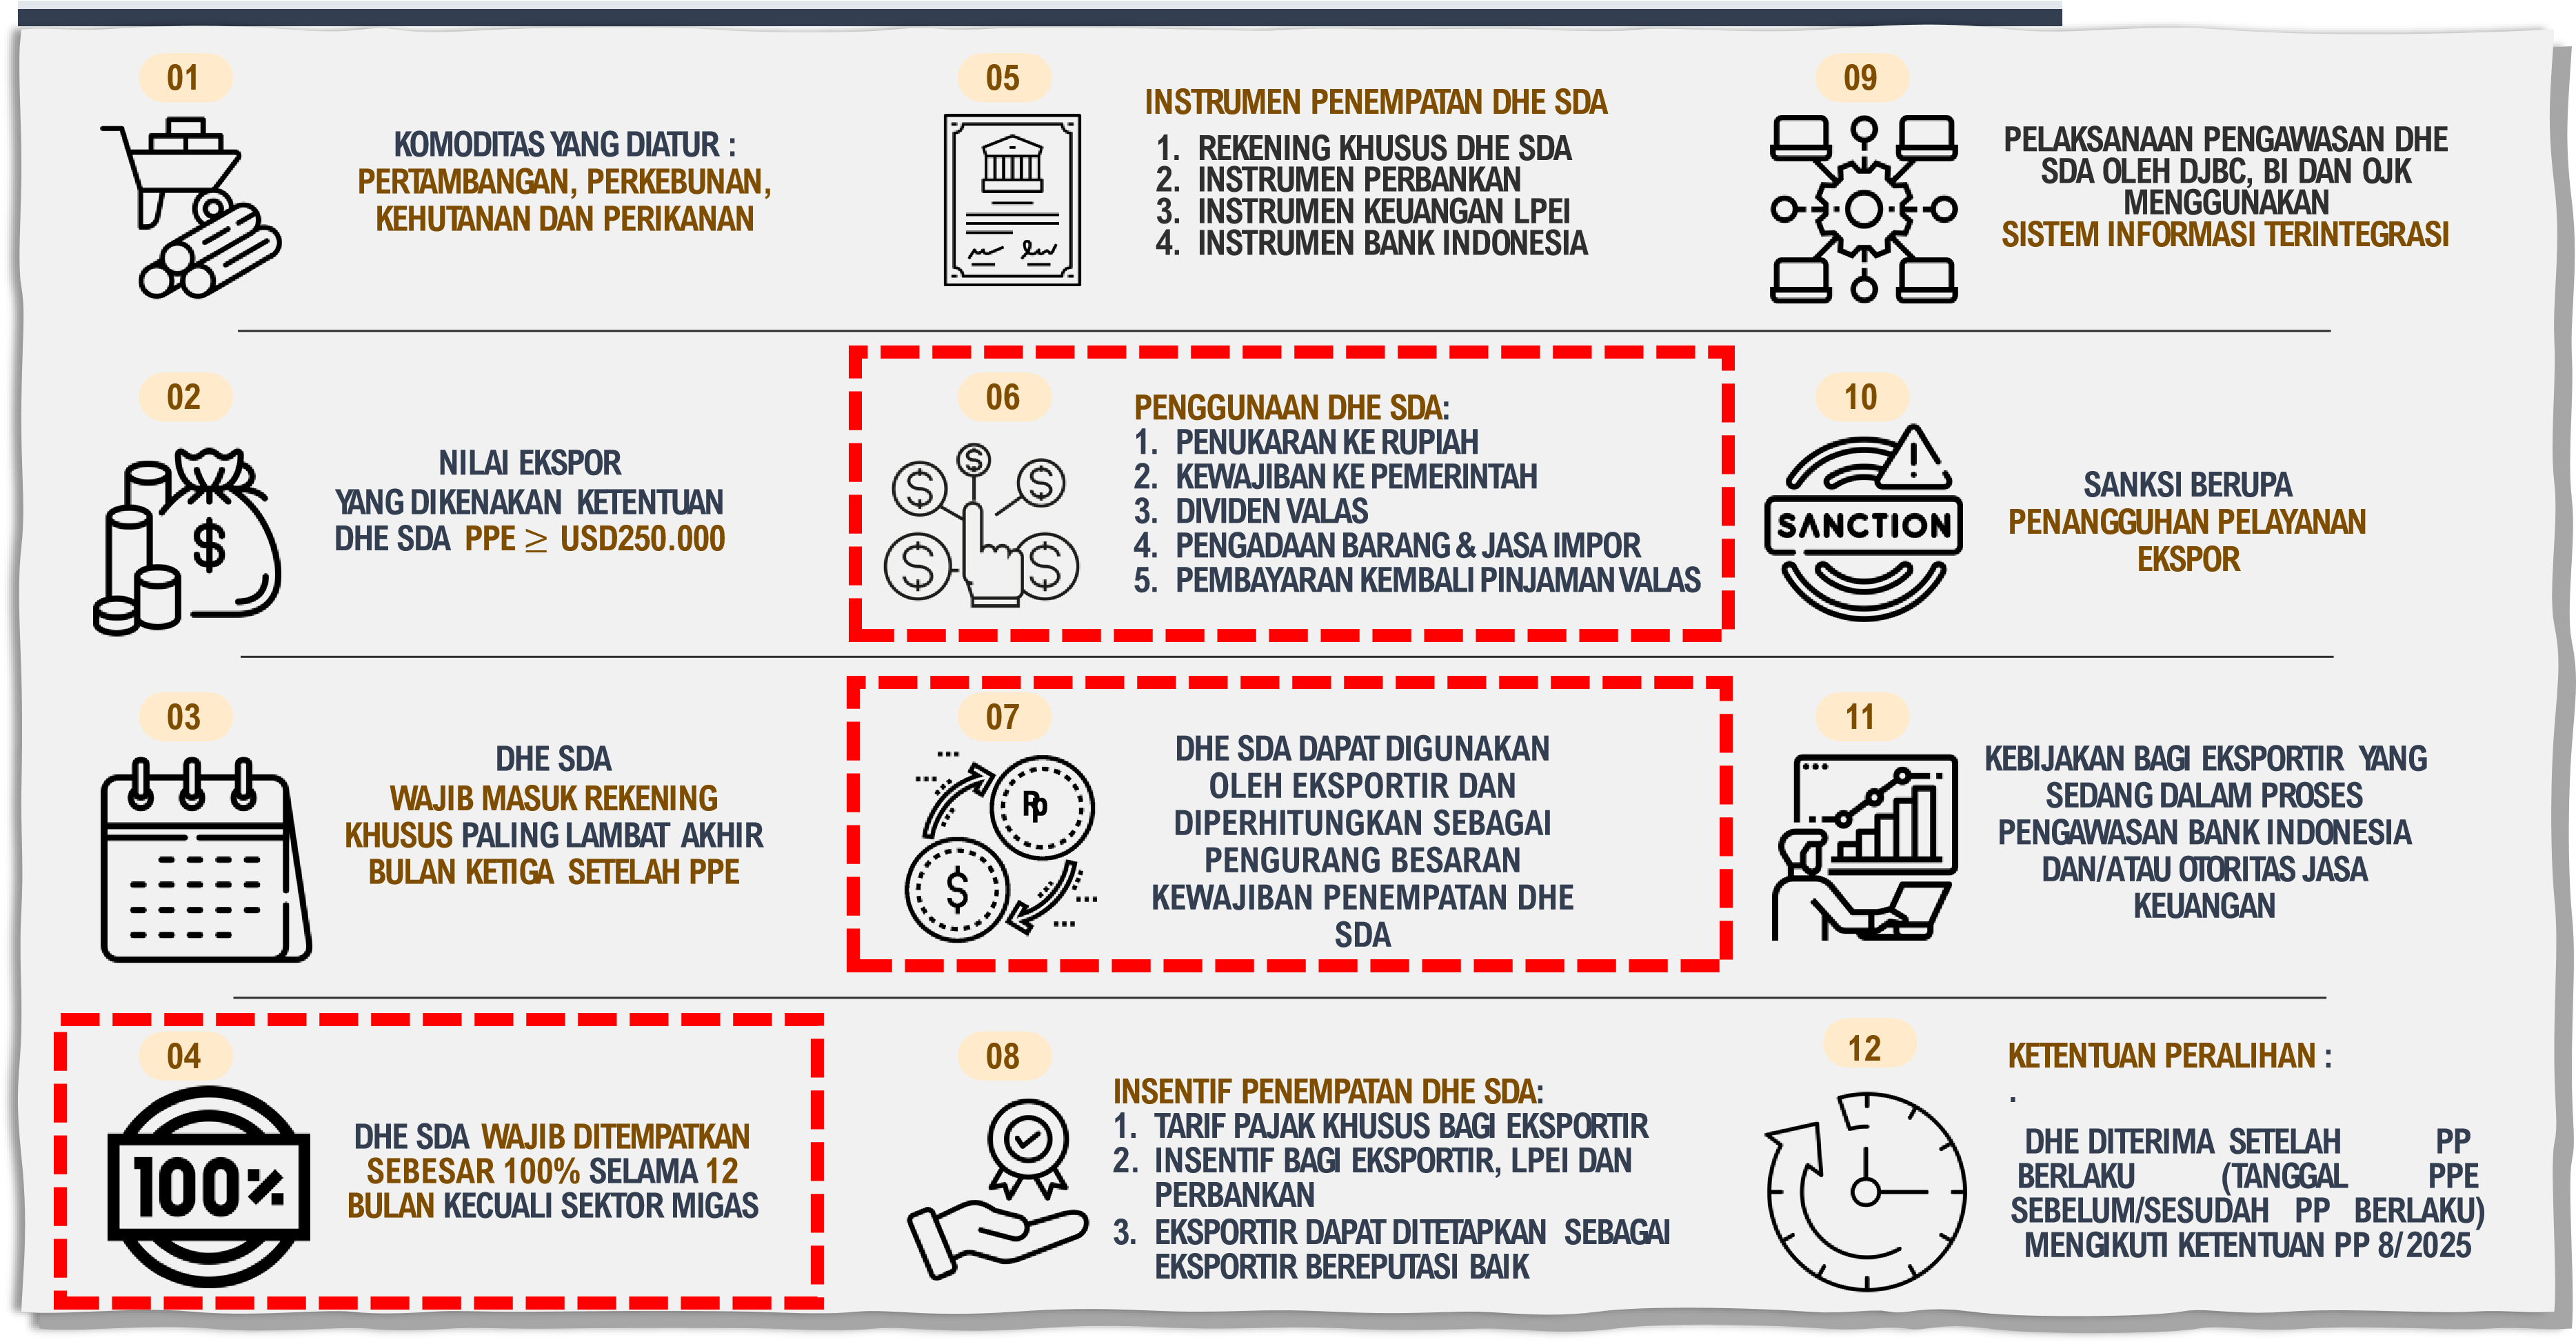 01
KOMODITAS YANG DIATUR :
PERTAMBANGAN, PERKEBUNAN,
KEHUTANAN DAN PERIKANAN
02
NILAI EKSPOR
YANG DIKENAKAN KETENTUAN
DHE SDA PPE ≥ USD250.000
$
03
DHE SDA
WAJIB MASUK REKENING
KHUSUS PALING LAMBAT AKHIR
BULAN KETIGA SETELAH PPE
04
100%
DHE SDA WAJIB DITEMPATKAN
SEBESAR 100% SELAMA 12
BULAN KECUALI SEKTOR MIGAS
05
INSTRUMEN PENEMPATAN DHE SDA
1. REKENING KHUSUS DHE SDA
2. INSTRUMEN PERBANKAN
3. INSTRUMEN KEUANGAN LPEI
4. INSTRUMEN BANK INDONESIA
06
$ $ $
$ $
PENGGUNAAN DHE SDA:
1. PENUKARAN KE RUPIAH
2. KEWAJIBAN KE PEMERINTAH
3. DIVIDEN VALAS
4. PENGADAAN BARANG & JASA IMPOR
5. PEMBAYARAN KEMBALI PINJAMAN VALAS
07
Rp
$
DHE SDA DAPAT DIGUNAKAN
OLEH EKSPORTIR DAN
DIPERHITUNGKAN SEBAGAI
PENGURANG BESARAN
KEWAJIBAN PENEMPATAN DHE
SDA
08
INSENTIF PENEMPATAN DHE SDA:
1. TARIF PAJAK KHUSUS BAGI EKSPORTIR
2. INSENTIF BAGI EKSPORTIR, LPEI DAN
PERBANKAN
3. EKSPORTIR DAPAT DITETAPKAN SEBAGAI
EKSPORTIR BEREPUTASI BAIK
09
PELAKSANAAN PENGAWASAN DHE
SDA OLEH DJBC, BI DAN OJK
MENGGUNAKAN
SISTEM INFORMASI TERINTEGRASI
10
SANCTION
SANKSI BERUPA
PENANGGUHAN PELAYANAN
EKSPOR
11
KEBIJAKAN BAGI EKSPORTIR YANG
SEDANG DALAM PROSES
PENGAWASAN BANK INDONESIA
DAN/ATAU OTORITAS JASA
KEUANGAN
12
KETENTUAN PERALIHAN :
.
DHE DITERIMA SETELAH PP
BERLAKU (TANGGAL PPE
SEBELUM/SESUDAH PP BERLAKU)
MENGIKUTI KETENTUAN PP 8/2025